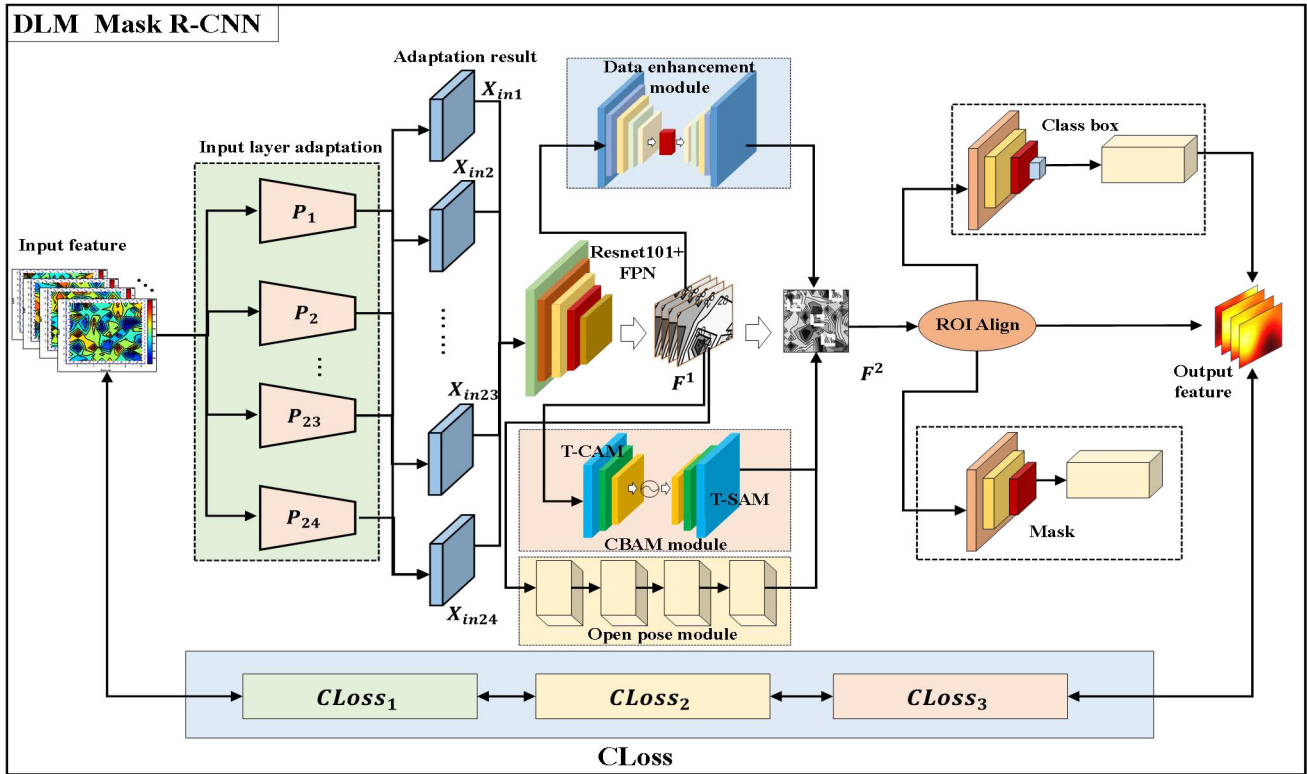 DLM Mask R-CNN
Adaptation result
X_in1
Data enhancement
module
Class box
Input layer adaptation
X_in2
P_1
Input feature
Resnet101+
FPN
P_2
ROI Align
F^1
F^2
Output
feature
P_23
X_in23
T-CAM
T-SAM
P_24
CBAM module
Mask
X_in24
Open pose module
CLoss_1
CLoss_2
CLoss_3
CLoss